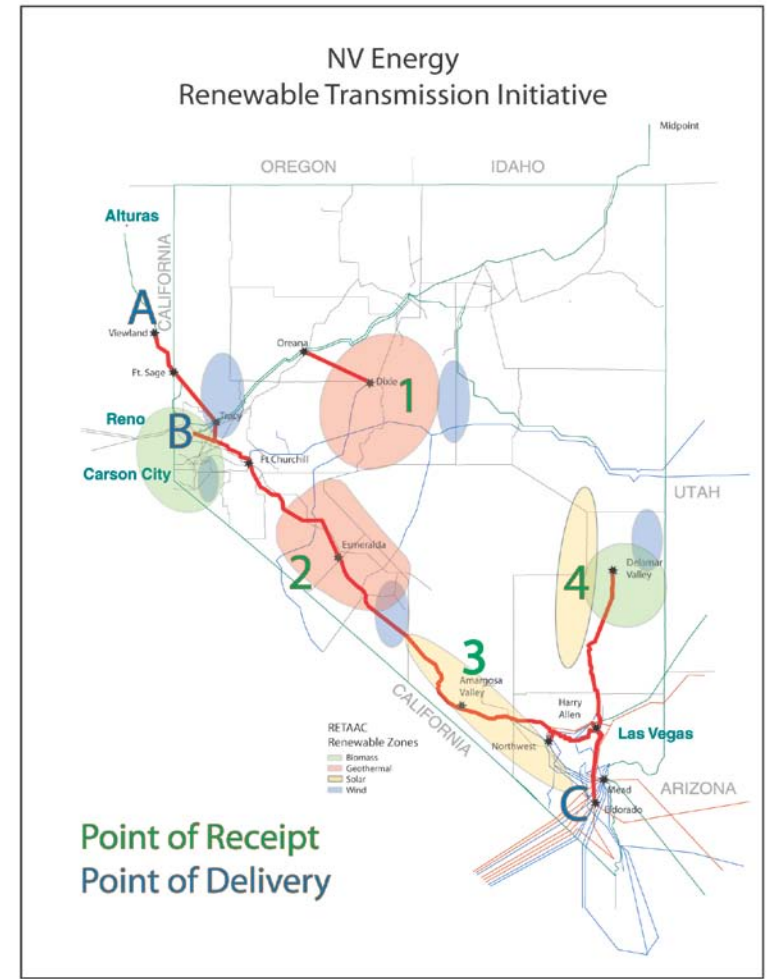 NV Energy
Renewable Transmission Initiative
Midpoint
OREGON
IDAHO
Alturas
CALIFORNIA
A
Viewland
Oreana
Ft. Sage
Dixie
1
Reno
B
Tracy
Ft Churchill
Carson City
UTAH
Esmeralda
2
4
Delamar
Valley
3
Amargosa
Valley
CALIFORNIA
Harry
Allen
Las Vegas
Northwest
RETAAC
Renewable Zones
Biomass
Geothermal
Solar
Wind
Mead
ARIZONA
C
Eldorado
Point of Receipt
Point of Delivery